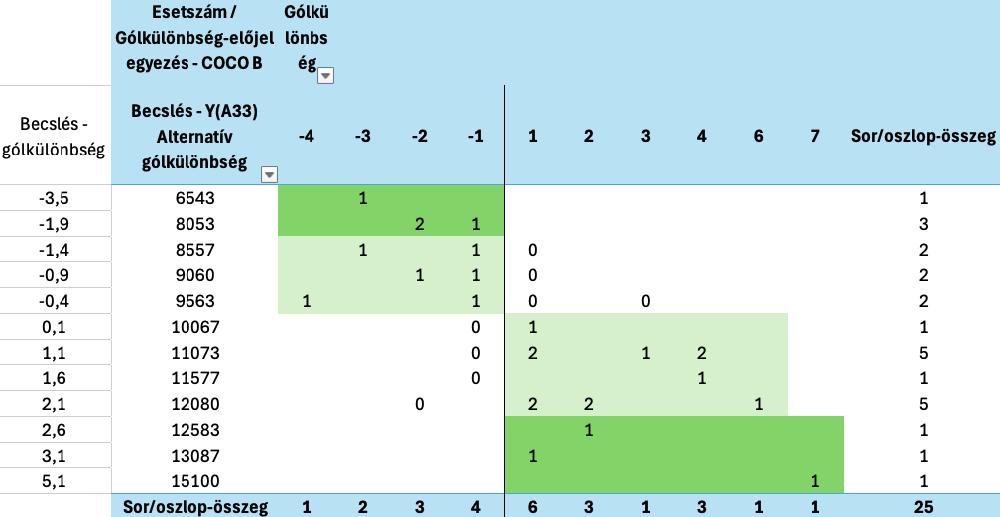 Esetszám / Gólkü
Gólkülönbség-előjel lönbs
egyezés - COCO B ég
Becslés - gólkülönbség Becslés - Y(A33) Alternatív gólkülönbség -4 -3 -2 -1 1 2 3 4 6 7 Sor/oszlop-összeg
-3,5 6543 1 1
-1,9 8053 2 1 3
-1,4 8557 1 1 0 2
-0,9 9060 1 1 0 2
-0,4 9563 1 1 0 0 2
0,1 10067 0 1 1
1,1 11073 0 2 1 2 5
1,6 11577 0 1 1
2,1 12080 0 2 2 1 5
2,6 12583 1 1
3,1 13087 1 1
5,1 15100 1 1
Sor/oszlop-összeg 1 2 3 4 6 3 1 3 1 1 25